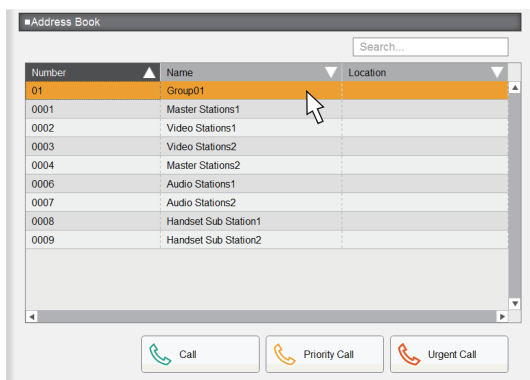 ■Address Book
Search...
Number Name Location
01 Group01
0001 Master Stations1
0002 Video Stations1
0003 Video Stations2
0004 Master Stations2
0006 Audio Stations1
0007 Audio Stations2
0008 Handset Sub Station1
0009 Handset Sub Station2
Call Priority Call Urgent Call